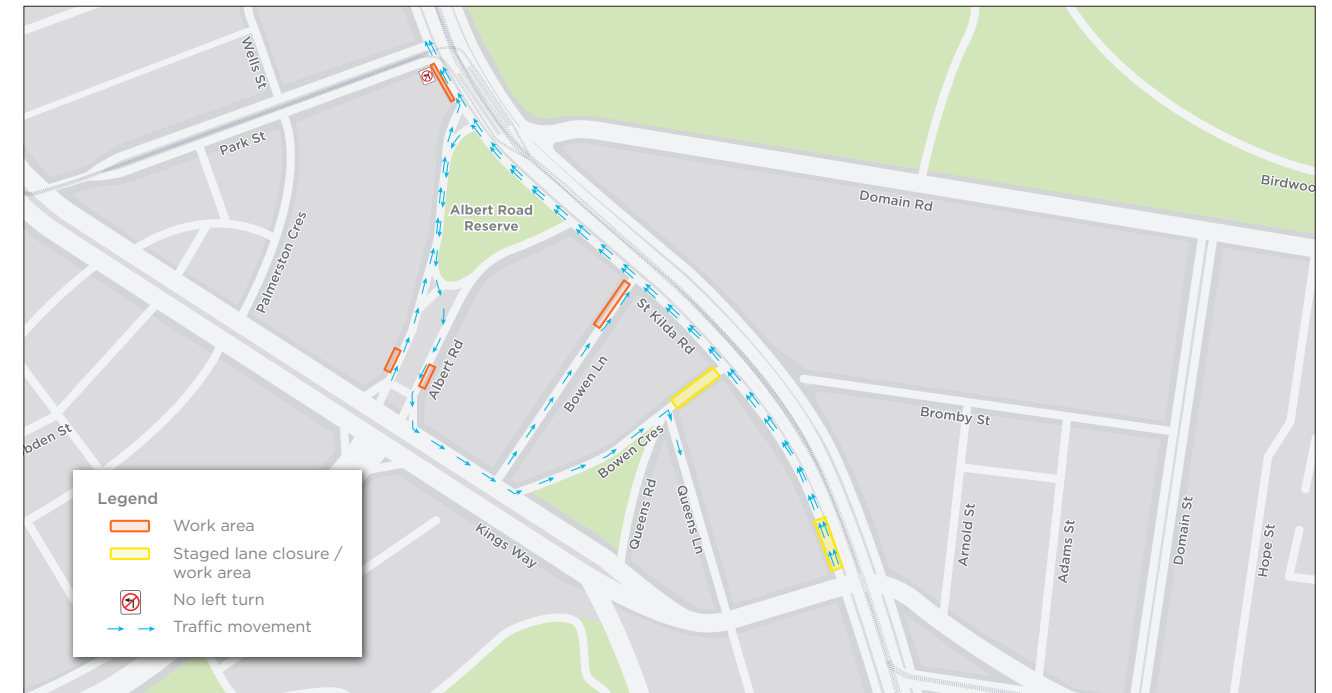 Wells St
Park St
Palmerston Cres
Albert Road
Reserve
Domain Rd
Birdwoo
St Kilda Rd
Albert Rd
Bowen Ln
Bowen Cres
Bromby St
bden St
Queens Rd
Queens Ln
Kings Way
Arnold St
Adams St
Domain St
Hope St
Legend
Work area
Staged lane closure /
work area
No left turn
Traffic movement